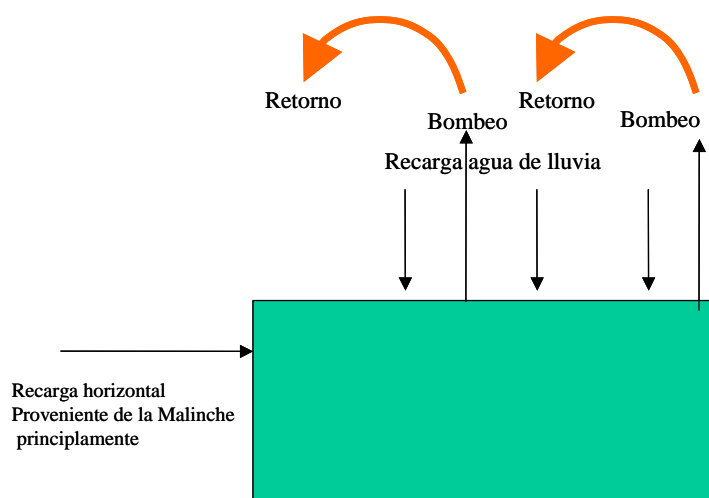 Retorno
Retorno
Bombeo
Bombeo
Recarga agua de lluvia
Recarga horizontal
Proveniente de la Malinche
principlamente